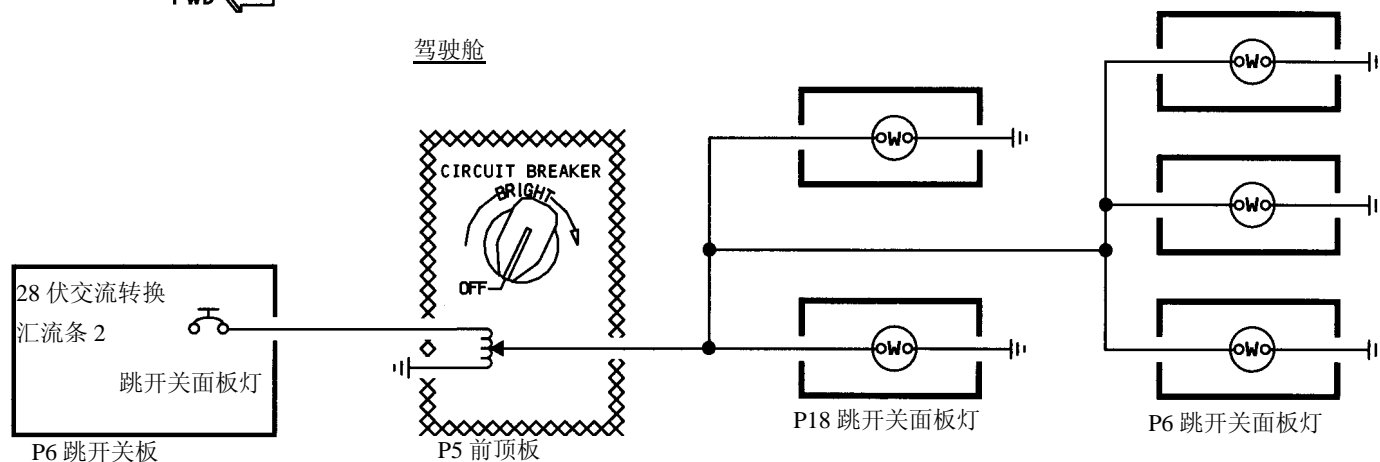 FWD
驾驶舱
CIRCUIT BREAKER
BRIGHT
OFF
28 伏交流转换
汇流条 2
跳开关面板灯
P6 跳开关板
P5 前顶板
W
W
P18 跳开关面板灯
W
W
W
P6 跳开关面板灯